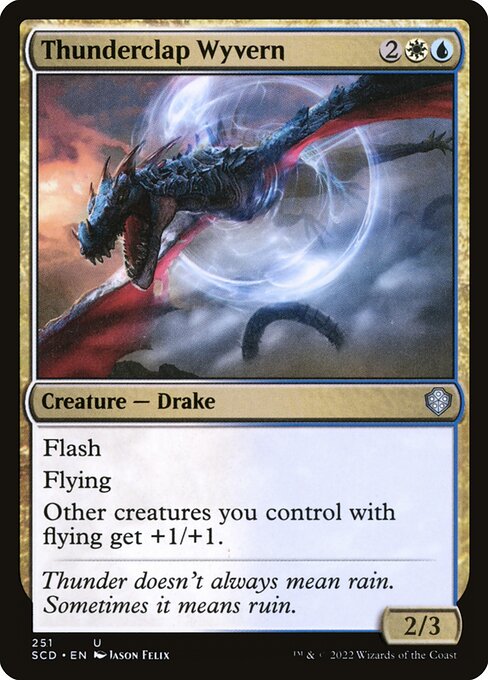 Thunderclap Wyvern 2
Creature — Drake
Flash
Flying
Other creatures you control with
flying get +1/+1.
Thunder doesn't always mean rain.
Sometimes it means ruin.
2/3
251 U
SCD • EN Jason Felix ™ & © 2022 Wizards of the Coast